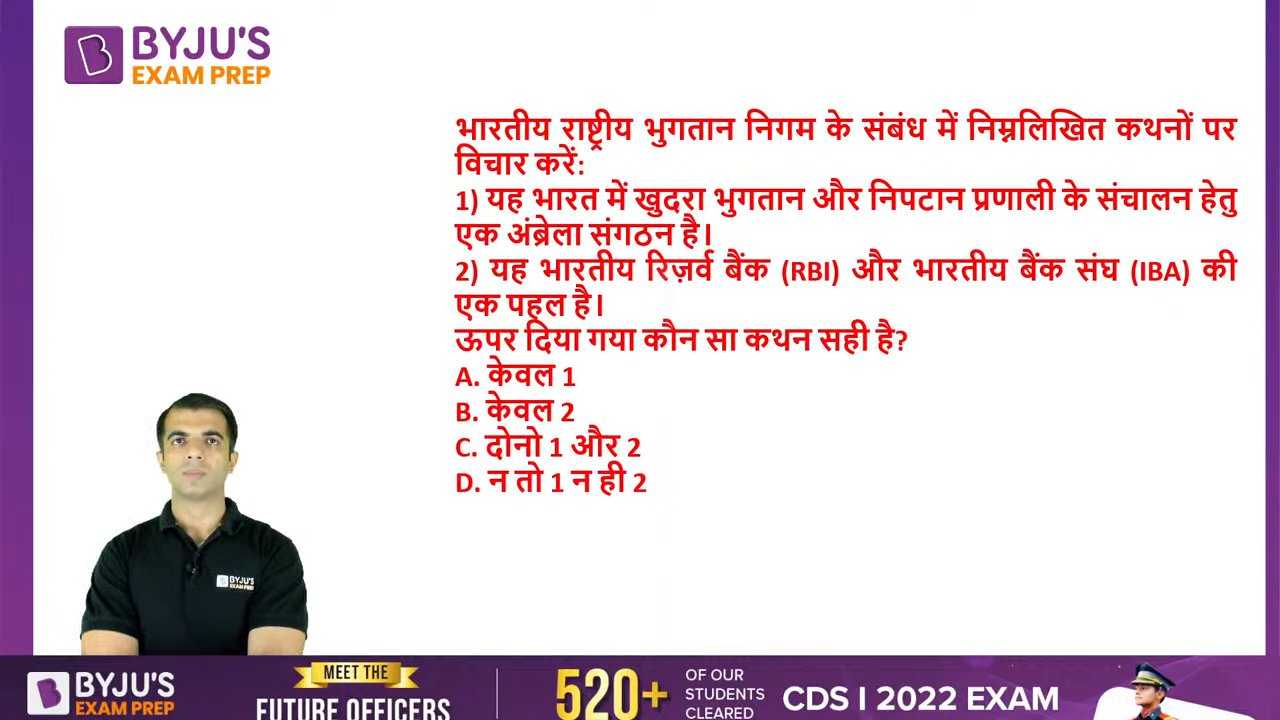 BYJU'S
EXAM PREP
भारतीय राष्ट्रीय भुगतान निगम के संबंध में निम्नलिखित कथनों पर
विचार करें:
1) यह भारत में खुदरा भुगतान और निपटान प्रणाली के संचालन हेतु
एक अंब्रेला संगठन है।
2) यह भारतीय रिज़र्व बैंक (RBI) और भारतीय बैंक संघ (IBA) की
एक पहल है।
ऊपर दिया गया कौन सा कथन सही है?
A. केवल 1
B. केवल 2
C. दोनो 1 और 2
D. न तो 1 न ही 2
BYJU'S
EXAM PREP
BYJU'S
EXAM PREP
MEET THE
FUTURE OFFICERS
520+
OF OUR
STUDENTS
CLEARED
CDS I 2022 EXAM